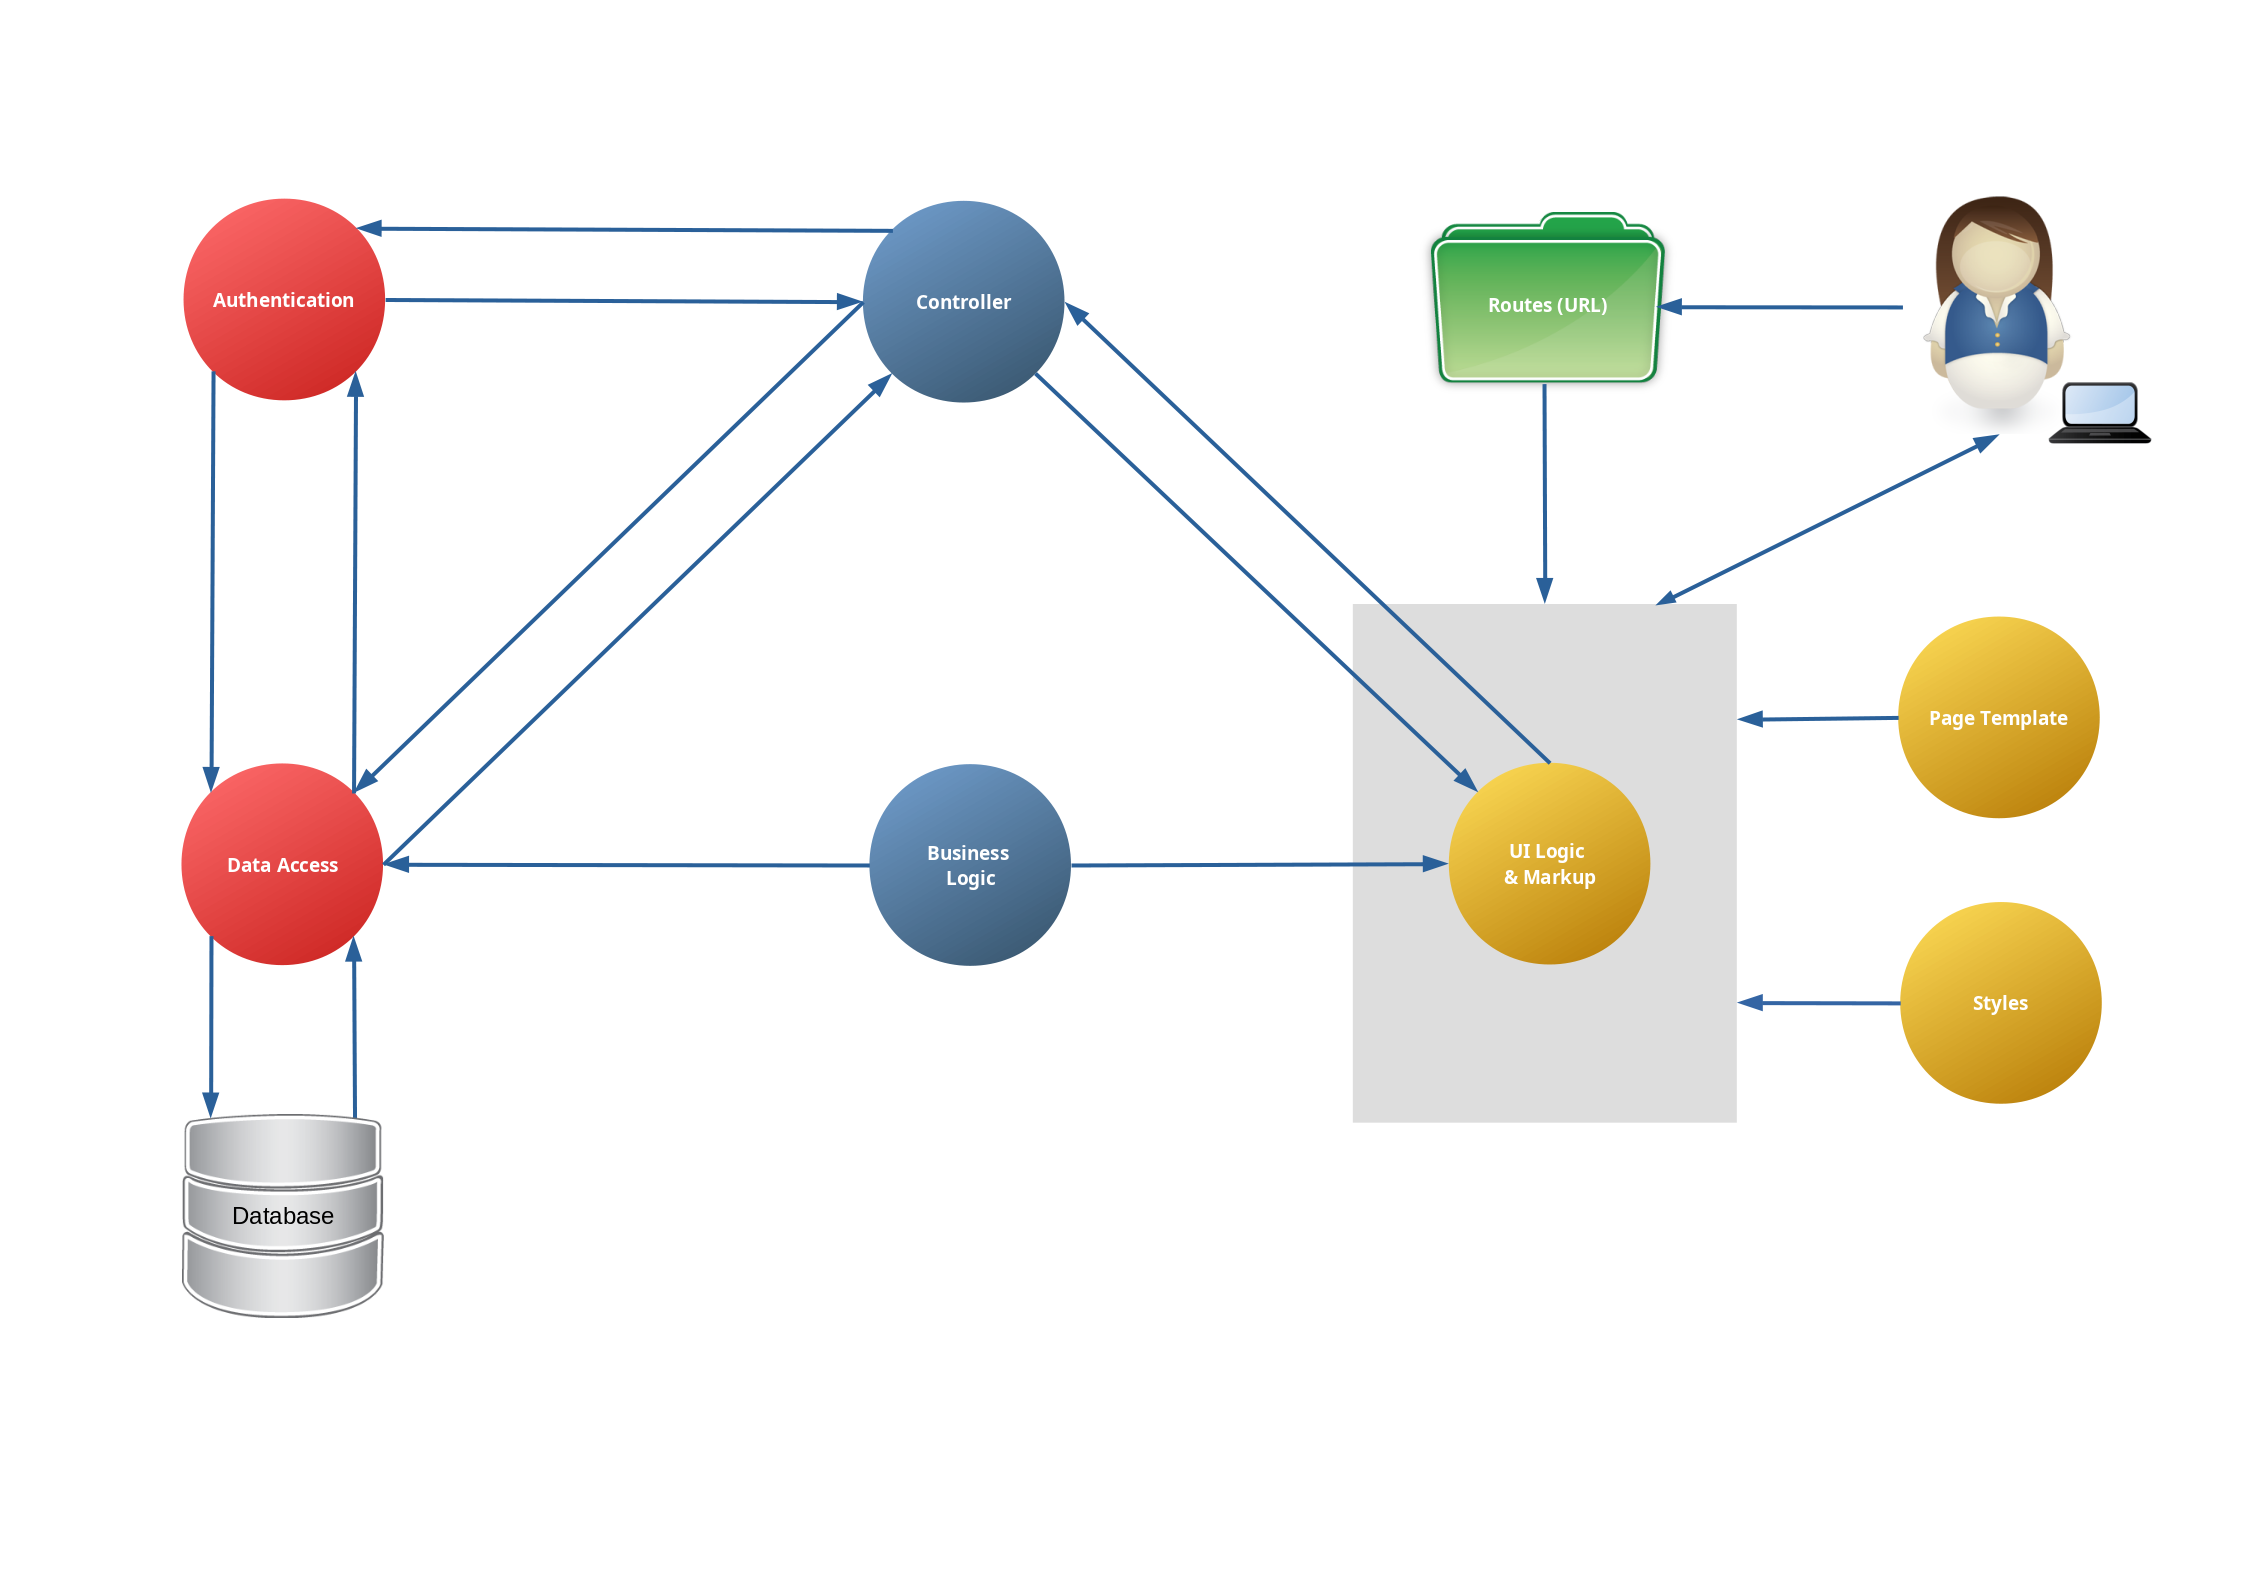 Authentication
Controller
Routes (URL)
Page Template
Data Access
Business
Logic
UI Logic
& Markup
Styles
Database